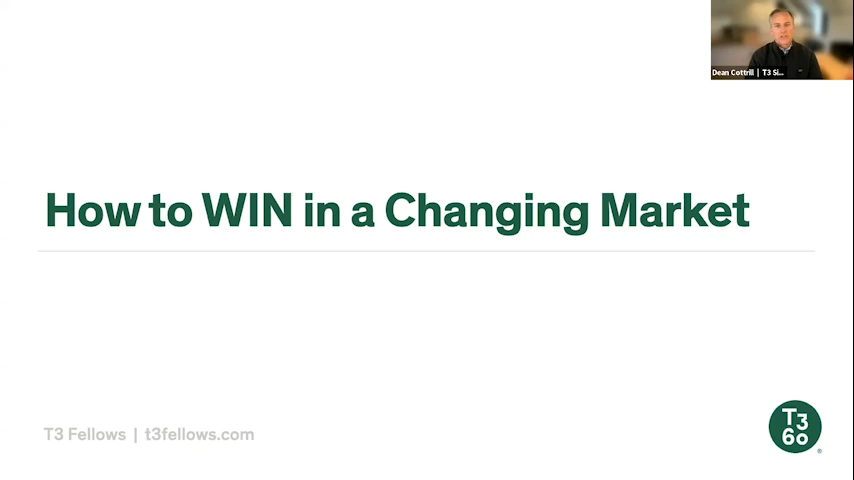 Dean Cottrill | T3 Si...
How to WIN in a Changing Market
T3 Fellows | t3fellows.com
T3
60
®